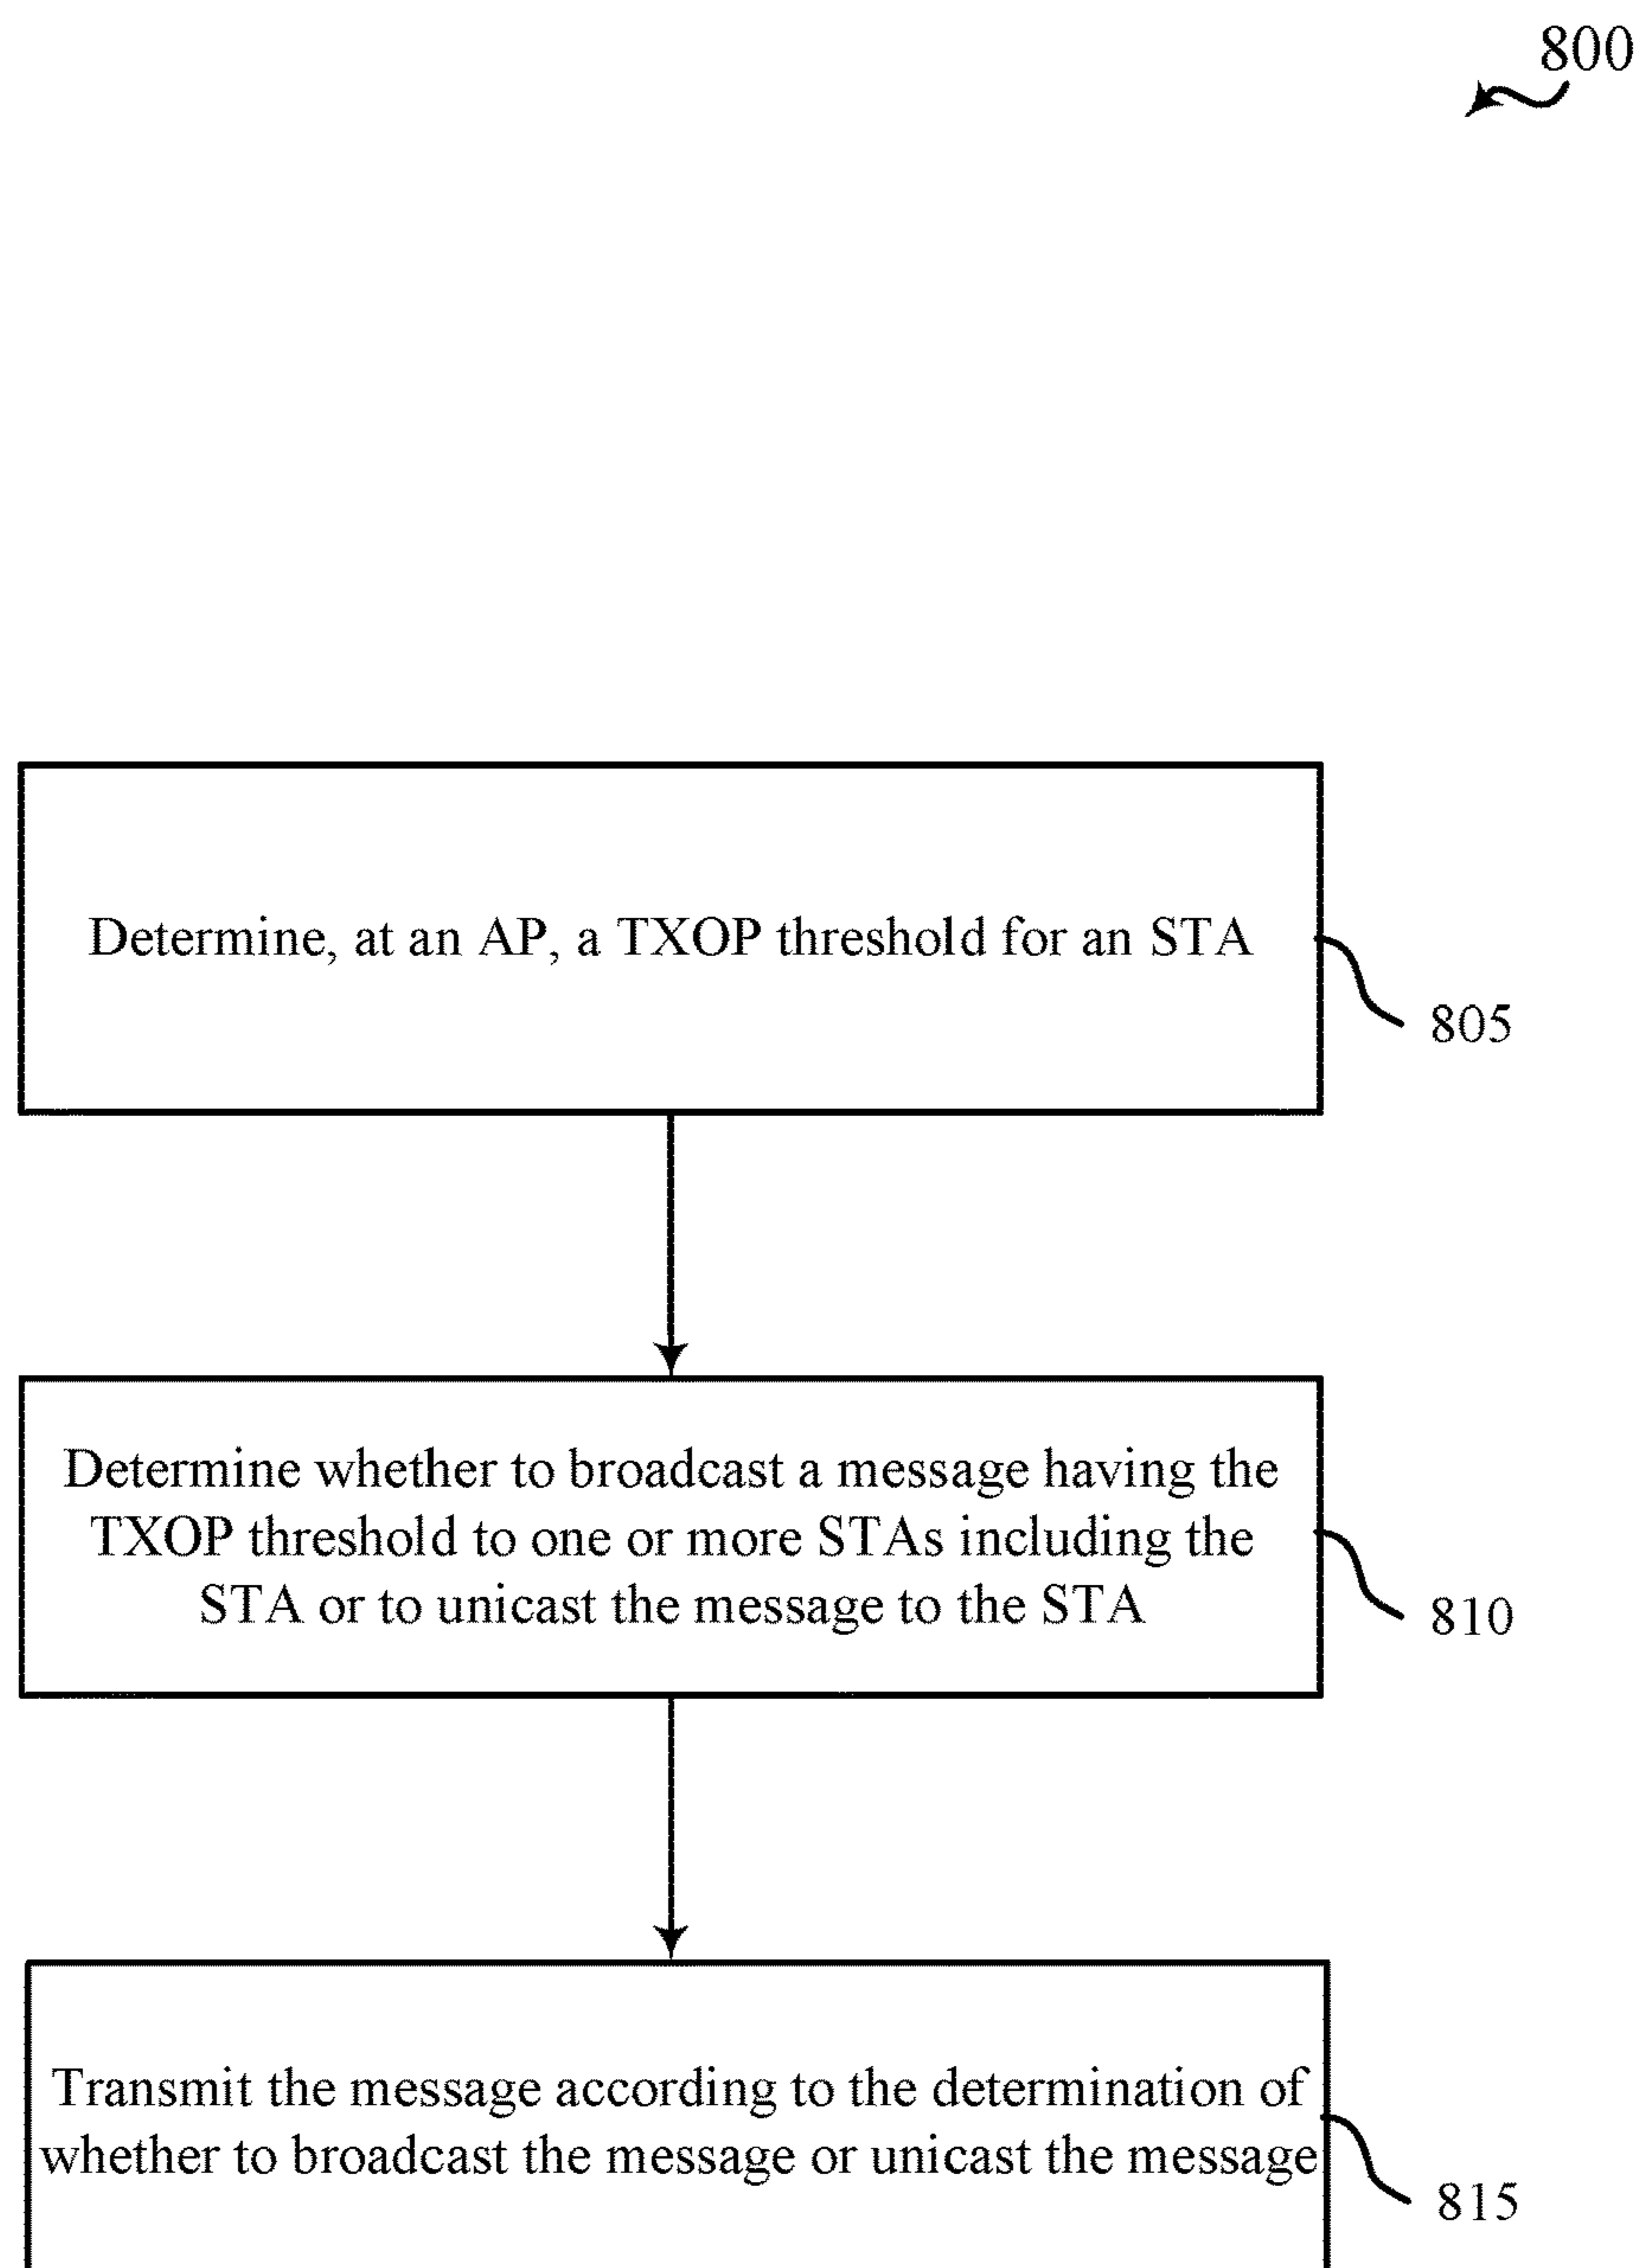 800
Determine, at an AP, a TXOP threshold for an STA
805
Determine whether to broadcast a message having the
TXOP threshold to one or more STAs including the
STA or to unicast the message to the STA
810
Transmit the message according to the determination of
whether to broadcast the message or unicast the message
815